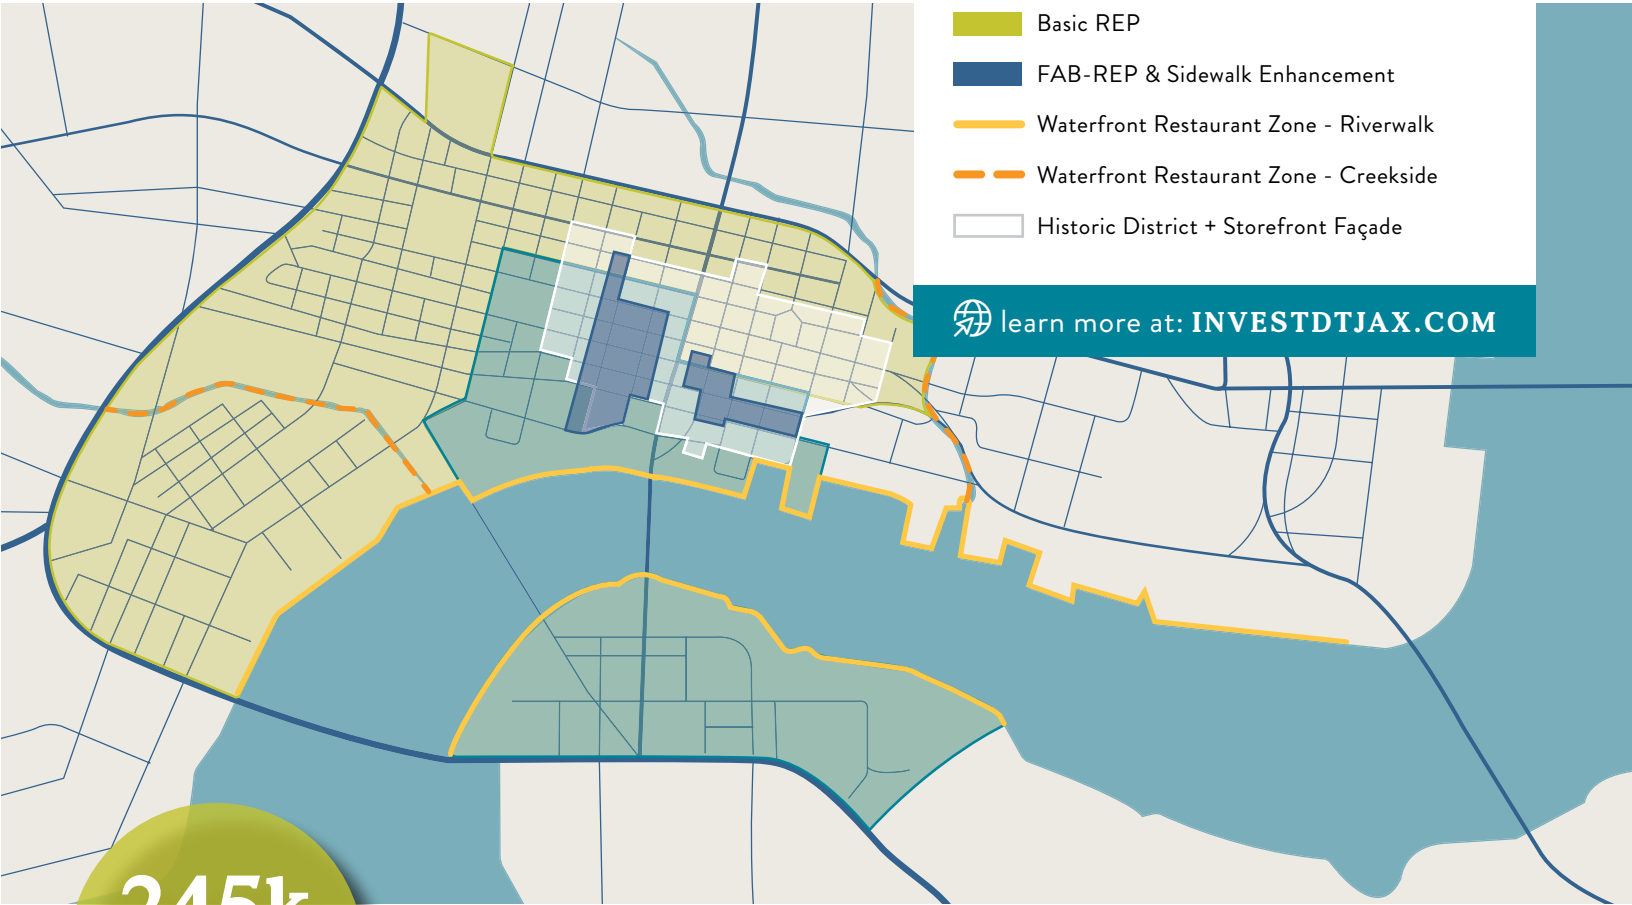 Basic REP
FAB-REP & Sidewalk Enhancement
Waterfront Restaurant Zone - Riverwalk
Waterfront Restaurant Zone - Creekside
Historic District + Storefront Façade
learn more at: INVESTDTJAX.COM
245k